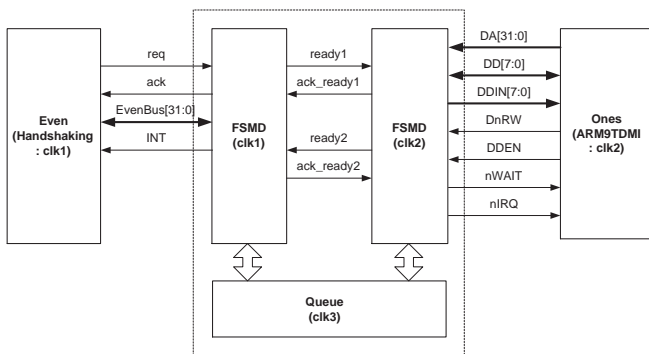 Even
(Handshaking
: clk1)
req
ack
EvenBus[31:0]
INT
FSMD
(clk1)
ready1
ack_ready1
ready2
ack_ready2
FSMD
(clk2)
DA[31:0]
DD[7:0]
DDIN[7:0]
DnRW
DDEN
nWAIT
nIRQ
Ones
(ARM9TDMI
: clk2)
Queue
(clk3)